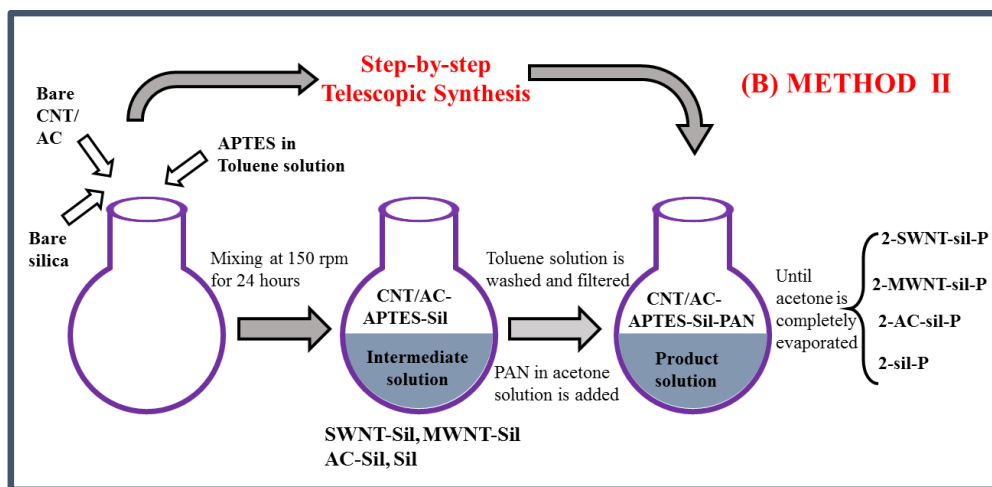 Step-by-step
Telescopic Synthesis
(B) METHOD II
Bare
CNT/
AC
APTES in
Toluene solution
Bare
silica
Mixing at 150 rpm
for 24 hours
CNT/AC-
APTES-Sil
Intermediate
solution
SWNT-Sil, MWNT-Sil
AC-Sil, Sil
Toluene solution is
washed and filtered
PAN in acetone
solution is added
CNT/AC-
APTES-Sil-PAN
Product
solution
Until
acetone is
completely
evaporated
2-SWNT-sil-P
2-MWNT-sil-P
2-AC-sil-P
2-sil-P